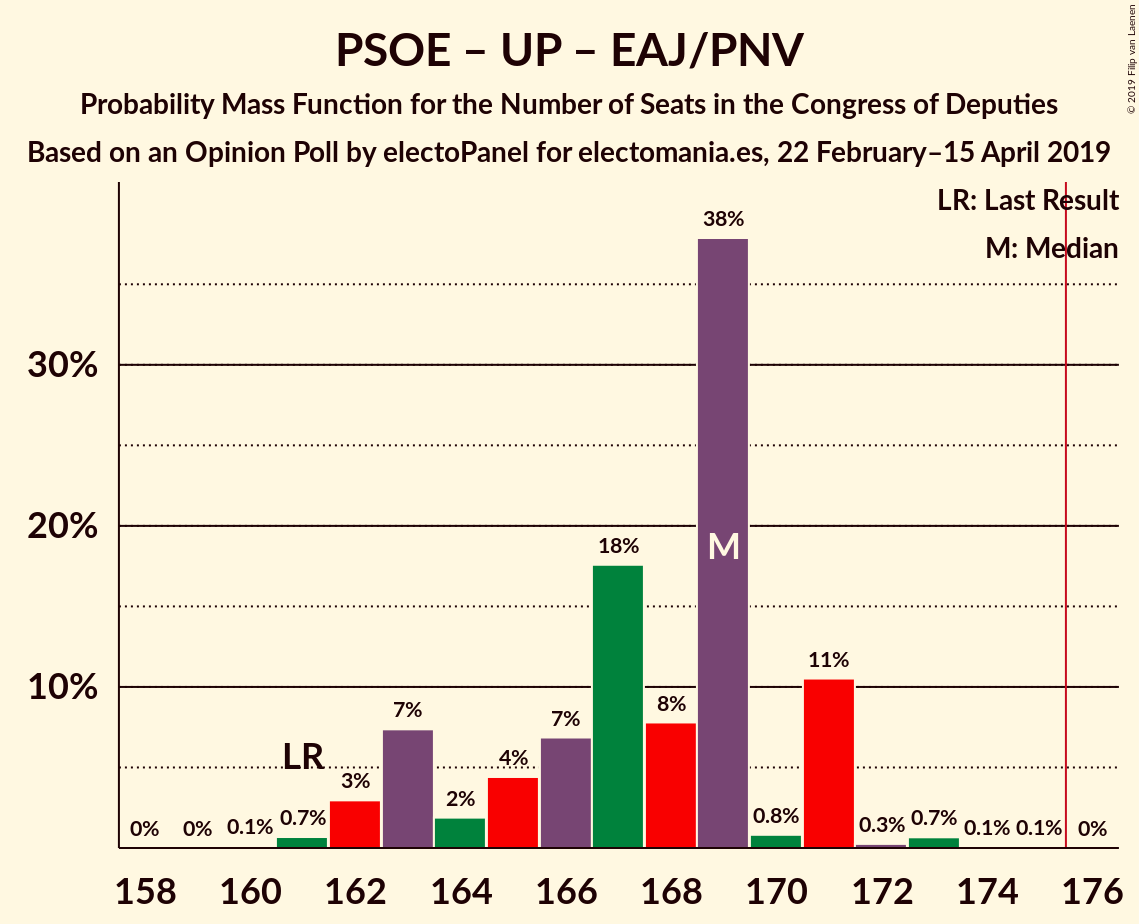 PSOE – UP – EAJ/PNV
Probability Mass Function for the Number of Seats in the Congress of Deputies
Based on an Opinion Poll by electoPanel for electomania.es, 22 February–15 April 2019
© 2019 Filip van Laenen
LR: Last Result
M: Median
30%
20%
10%
0%
0%
0.1%
0.7%
LR
3%
7%
2%
4%
7%
18%
8%
38%
M
0.8%
11%
0.3%
0.7%
0.1%
0.1%
0%
158 160 162 164 166 168 170 172 174 176